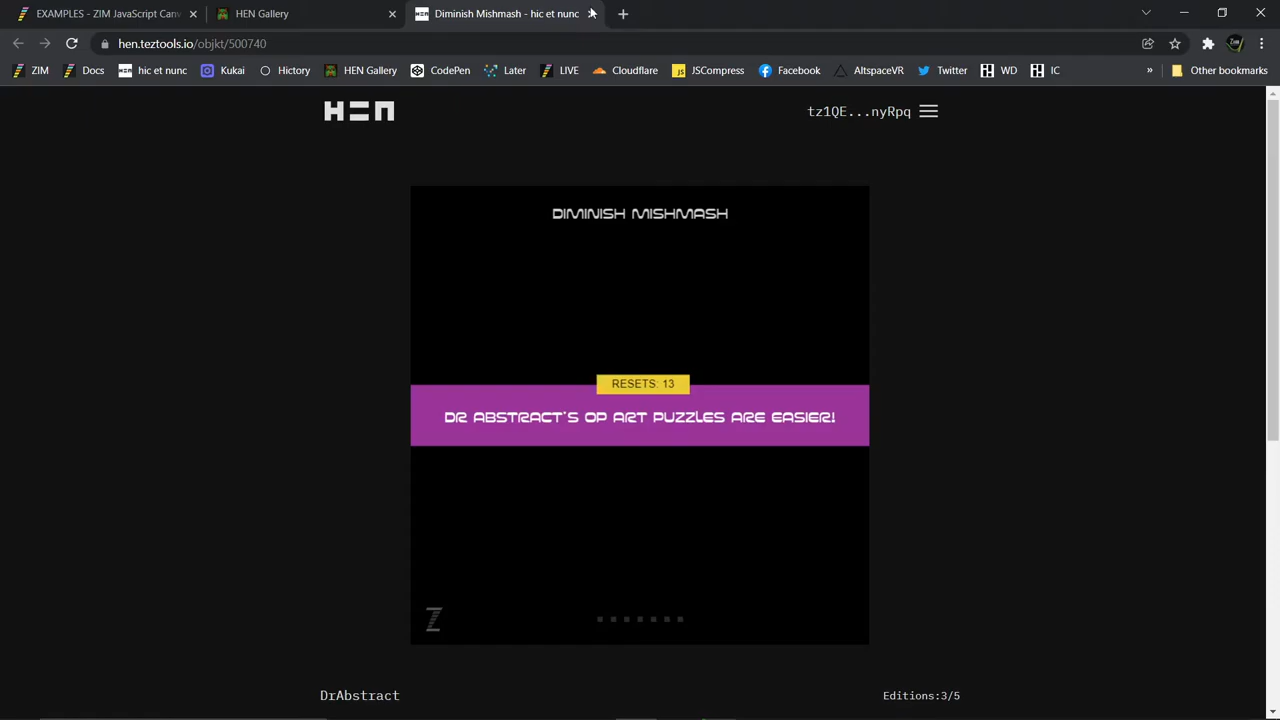 EXAMPLES - ZIM JavaScript Canv
HEN Gallery
Diminish Mishmash - hic et nunc
hen.teztools.io/objkt/500740
ZIM
Docs
hic et nunc
Kukai
Hictory
HEN Gallery
CodePen
Later
LIVE
Cloudflare
JS
JSCompress
Facebook
AltspaceVR
Twitter
WD
IC
»
Other bookmarks
HEN
tz1QE...nyRpq
DIMINISH MISHMASH
RESETS: 13
DR ABSTRACT'S OP ART PUZZLES ARE EASIER!
Z
DrAbstract
Editions:3/5